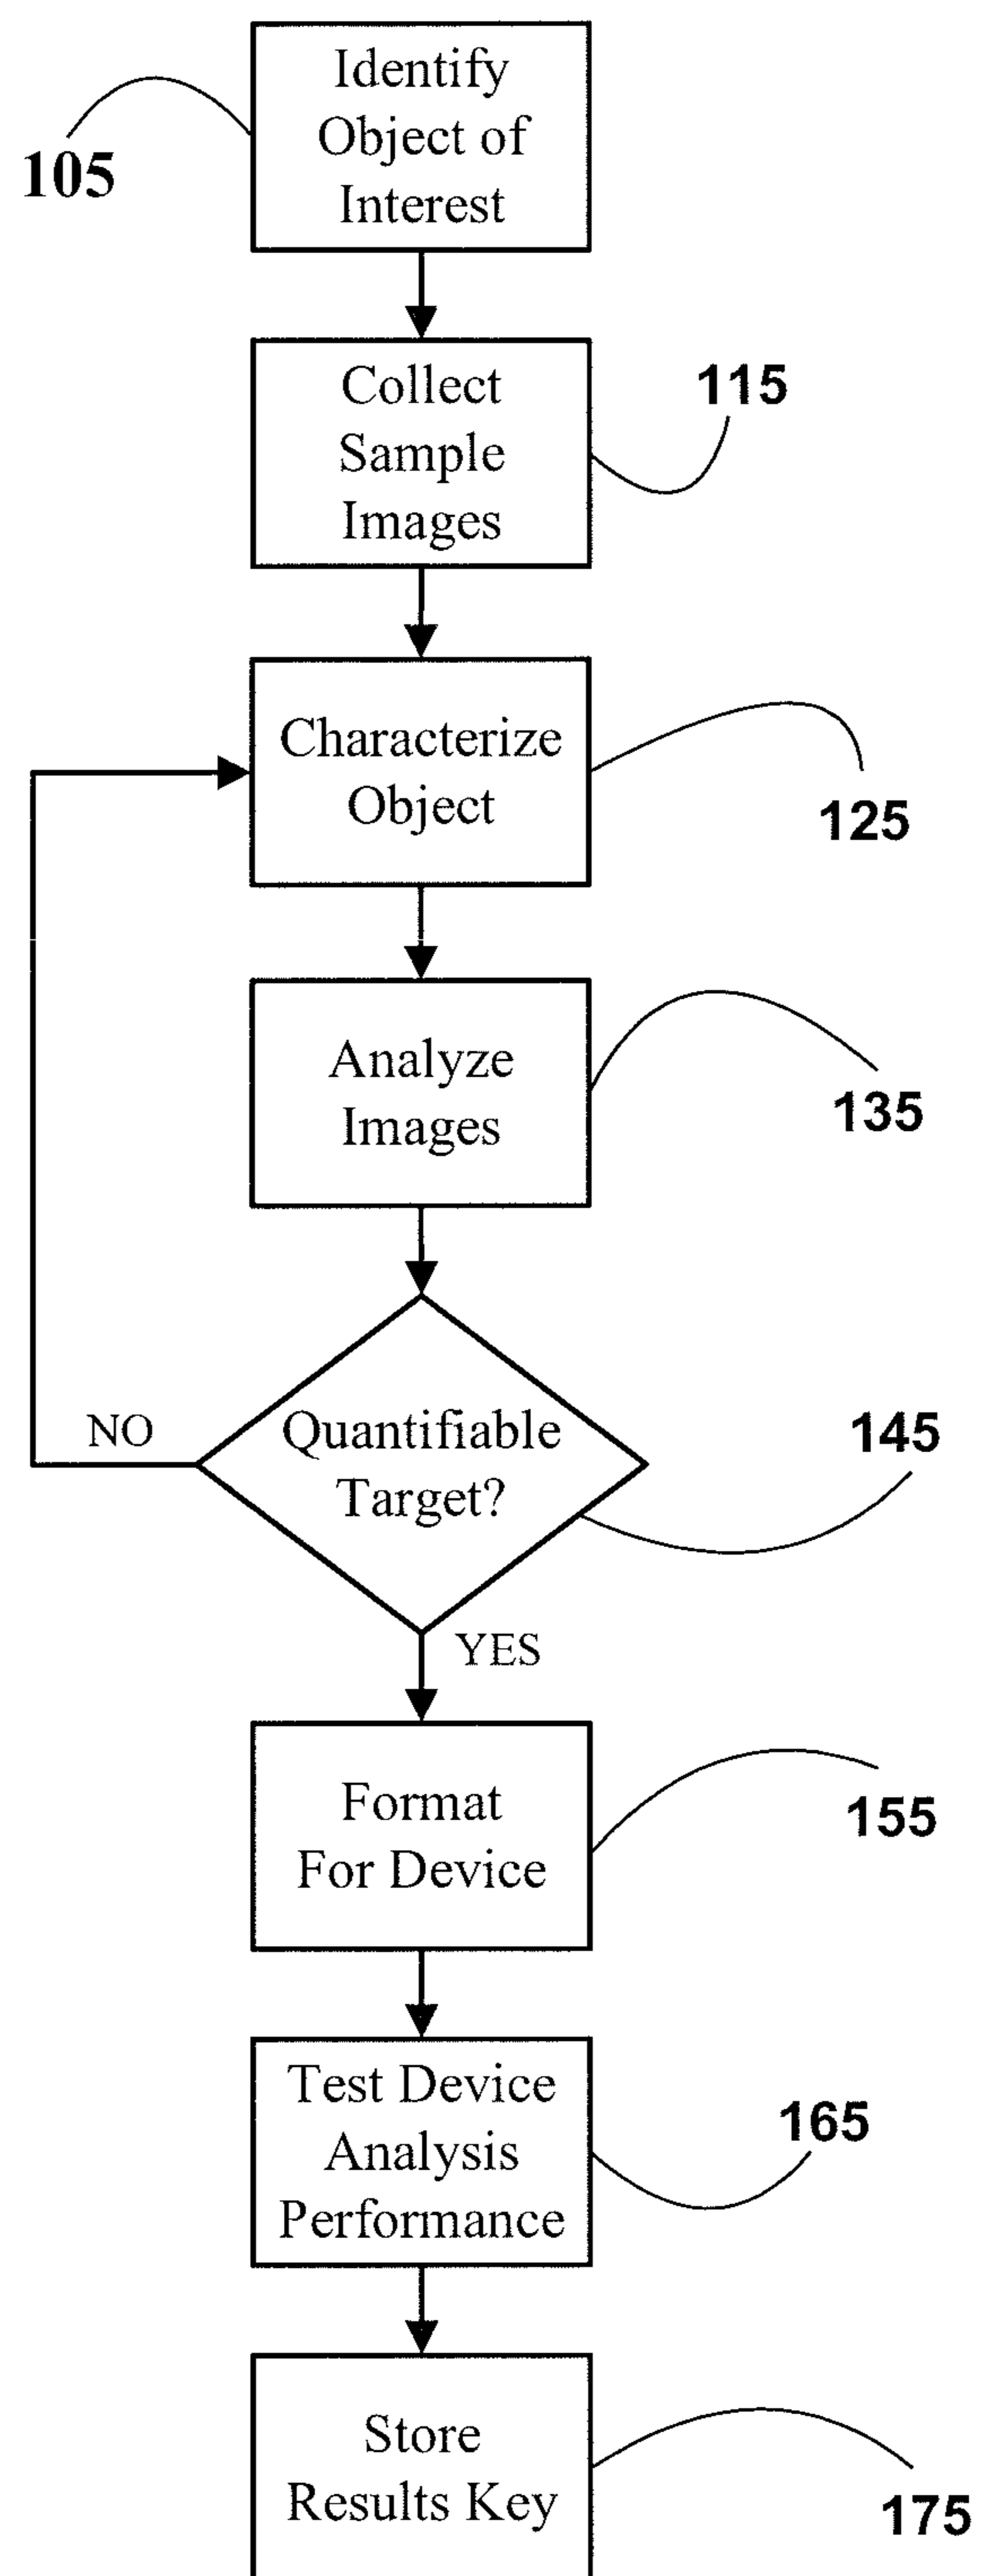 Identify
Object of
Interest
105
Collect
Sample
Images
115
Characterize
Object
125
Analyze
Images
135
NO
Quantifiable
Target?
145
YES
Format
For Device
155
Test Device
Analysis
Performance
165
Store
Results Key
175